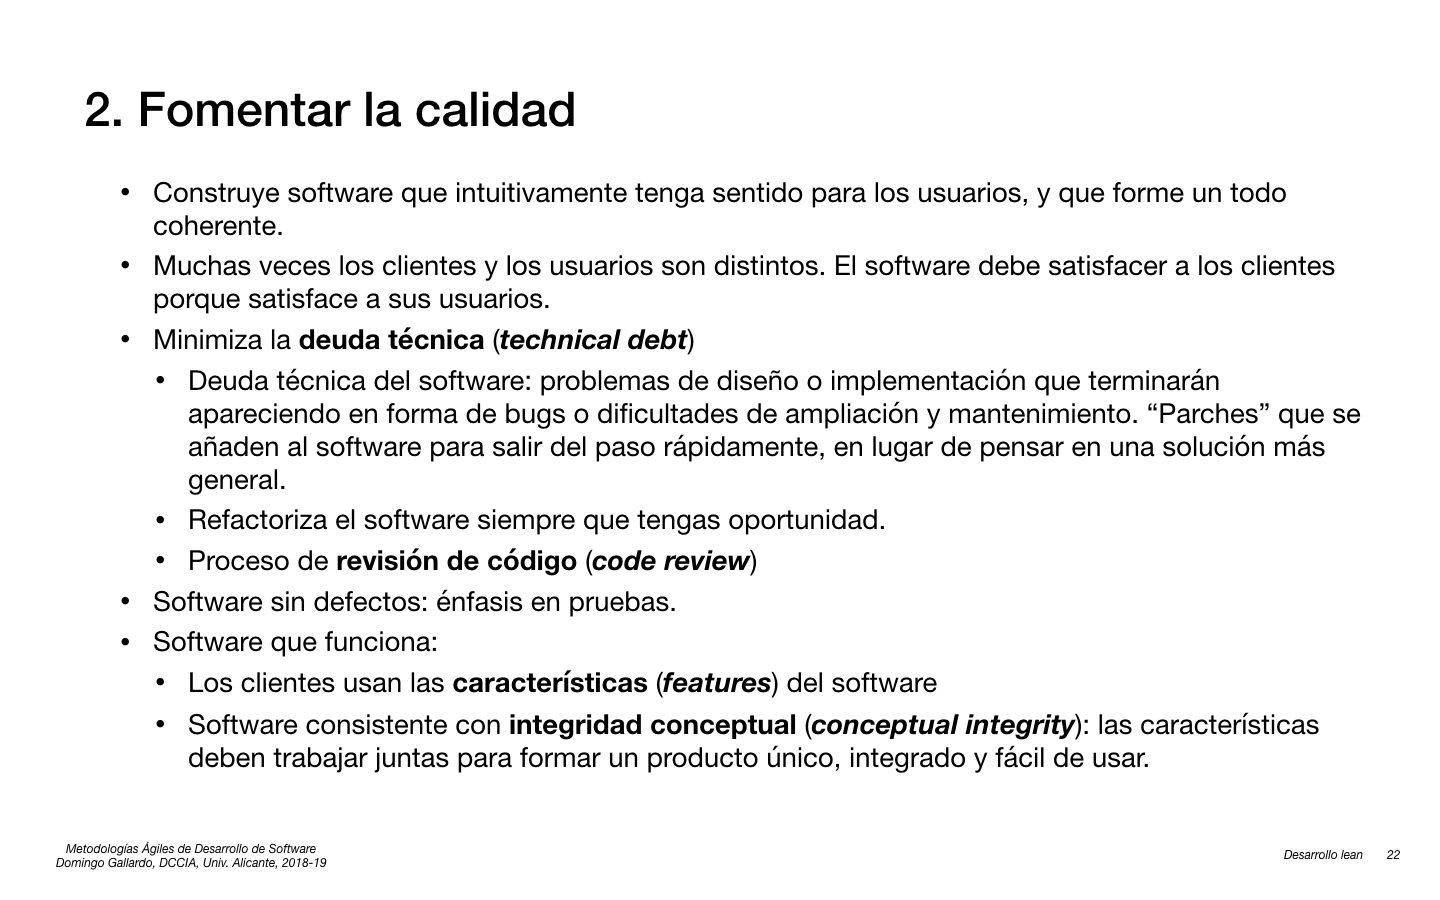 2. Fomentar la calidad
• Construye software que intuitivamente tenga sentido para los usuarios, y que forme un todo
coherente.
• Muchas veces los clientes y los usuarios son distintos. El software debe satisfacer a los clientes
porque satisface a sus usuarios.
• Minimiza la deuda técnica (technical debt)
• Deuda técnica del software: problemas de diseño o implementación que terminarán
apareciendo en forma de bugs o dificultades de ampliación y mantenimiento. “Parches” que se
añaden al software para salir del paso rápidamente, en lugar de pensar en una solución más
general.
• Refactoriza el software siempre que tengas oportunidad.
• Proceso de revisión de código (code review)
• Software sin defectos: énfasis en pruebas.
• Software que funciona:
• Los clientes usan las características (features) del software
• Software consistente con integridad conceptual (conceptual integrity): las características
deben trabajar juntas para formar un producto único, integrado y fácil de usar.
Metodologías Ágiles de Desarrollo de Software
Domingo Gallardo, DCCIA, Univ. Alicante, 2018-19
Desarrollo lean 22